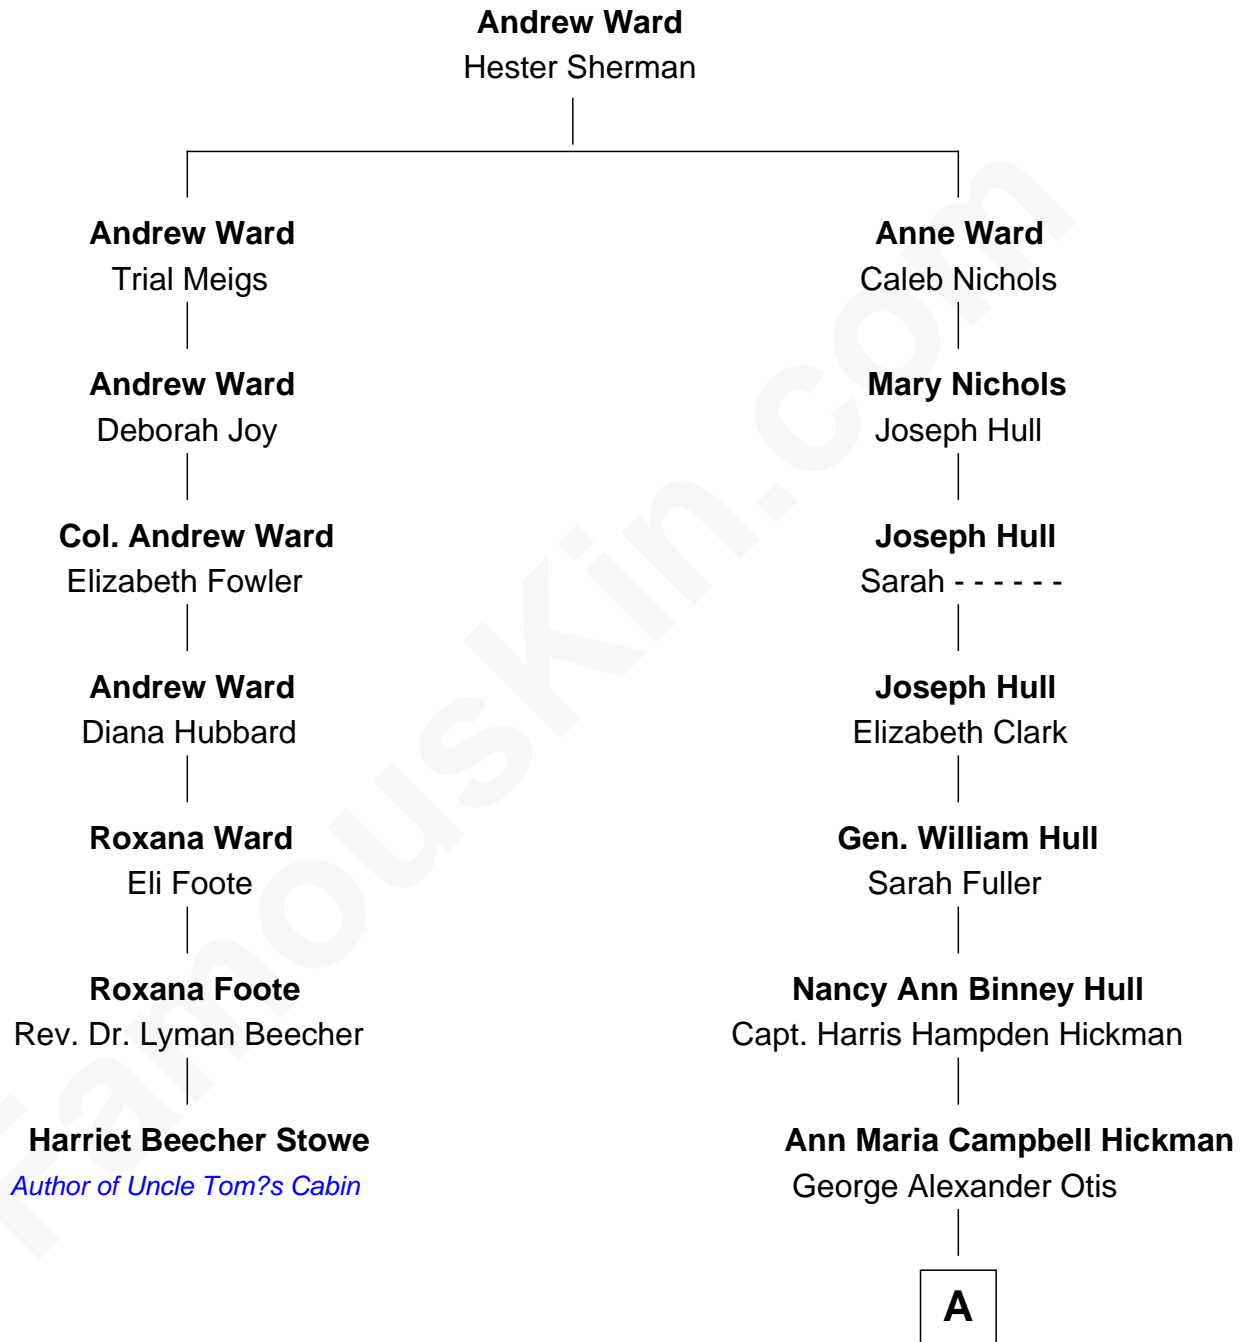 Andrew Ward
Hester Sherman
Andrew Ward
Trial Meigs
Anne Ward
Caleb Nichols
Andrew Ward
Deborah Joy
Mary Nichols
Joseph Hull
Col. Andrew Ward
Elizabeth Fowler
Joseph Hull
Sarah - - - - - -
Andrew Ward
Diana Hubbard
Joseph Hull
Elizabeth Clark
Roxana Ward
Eli Foote
Gen. William Hull
Sarah Fuller
Roxana Foote
Rev. Dr. Lyman Beecher
Nancy Ann Binney Hull
Capt. Harris Hampden Hickman
Harriet Beecher Stowe
Author of Uncle Tom?s Cabin
Ann Maria Campbell Hickman
George Alexander Otis
A
FamousKin.com